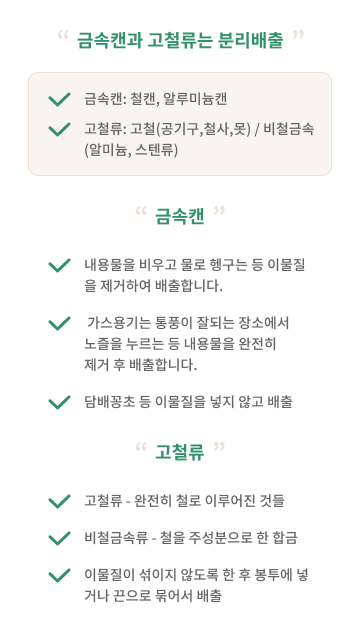 “ 금속캔과 고철류는 분리배출 ”
금속캔: 철캔, 알루미늄캔
고철류: 고철(공기구,철사,못) / 비철금속
(알미늄, 스텐류)
“ 금속캔 ”
내용물을 비우고 물로 헹구는 등 이물질
을 제거하여 배출합니다.
가스용기는 통풍이 잘되는 장소에서
노즐을 누르는 등 내용물을 완전히
제거 후 배출합니다.
담배꽁초 등 이물질을 넣지 않고 배출
“ 고철류 ”
고철류 - 완전히 철로 이루어진 것들
비철금속류 - 철을 주성분으로 한 합금
이물질이 섞이지 않도록 한 후 봉투에 넣
거나 끈으로 묶어서 배출